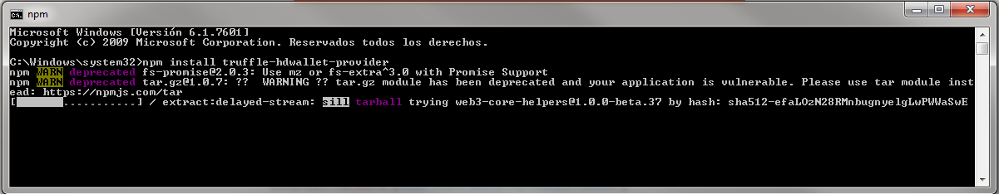 npm
Microsoft Windows [Versión 6.1.7601]
Copyright (c) 2009 Microsoft Corporation. Reservados todos los derechos.
C:\Windows\system32>npm install truffle-hdwallet-provider
npm WARN deprecated fs-promise@2.0.3: Use mz or fs-extra^3.0 with Promise Support
npm WARN deprecated tar.gz@1.0.7: ??  WARNING ?? tar.gz module has been deprecated and your application is vulnerable. Please use tar module inst
ead: https://npmjs.com/tar
[       ...........] / extract:delayed-stream: sill tarball trying web3-core-helpers@1.0.0-beta.37 by hash: sha512-efaLOzN28RMnbugnyelgLwPWWaSwE